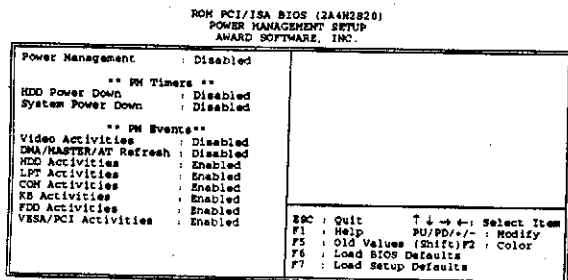 ROM PCI/ISA BIOS (2A4H2B20)
POWER MANAGEMENT SETUP
AWARD SOFTWARE, INC.
Power Management : Disabled
** PM Timers **
HDD Power Down : Disabled
System Power Down : Disabled
** PM Events**
Video Activities : Disabled
DMA/MASTER/AT Refresh : Disabled
HDD Activities : Enabled
LPT Activities : Enabled
COM Activities : Enabled
KB Activities : Enabled
FDD Activities : Enabled
VESA/PCI Activities : Enabled
ESC : Quit ↑ ↓ → ← : Select Item
F1 : Help PU/PD/+/- : Modify
F5 : Old Values (Shift)F2 : Color
F6 : Load BIOS Defaults
F7 : Load Setup Defaults